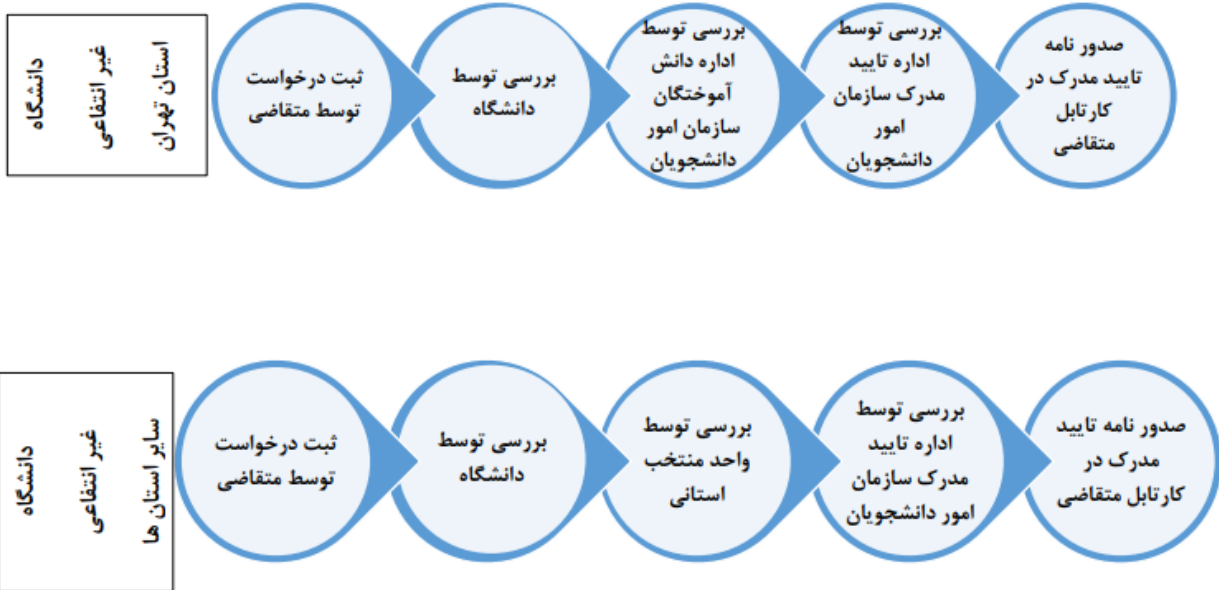 دانشگاه
غیر انتفاعی
استان تهران
ثبت درخواست
توسط متقاضی
بررسی توسط
دانشگاه
بررسی توسط
اداره دانش
آموختگان
سازمان امور
دانشجویان
بررسی توسط
اداره تایید
مدرک سازمان
امور
دانشجویان
صدور نامه
تایید مدرک در
کارتابل
متقاضی
دانشگاه
غیر انتفاعی
سایر استان ها
ثبت درخواست
توسط متقاضی
بررسی توسط
دانشگاه
بررسی توسط
واحد منتخب
استانی
بررسی توسط
اداره تایید
مدرک سازمان
امور دانشجویان
صدور نامه تایید
مدرک در
کارتابل متقاضی